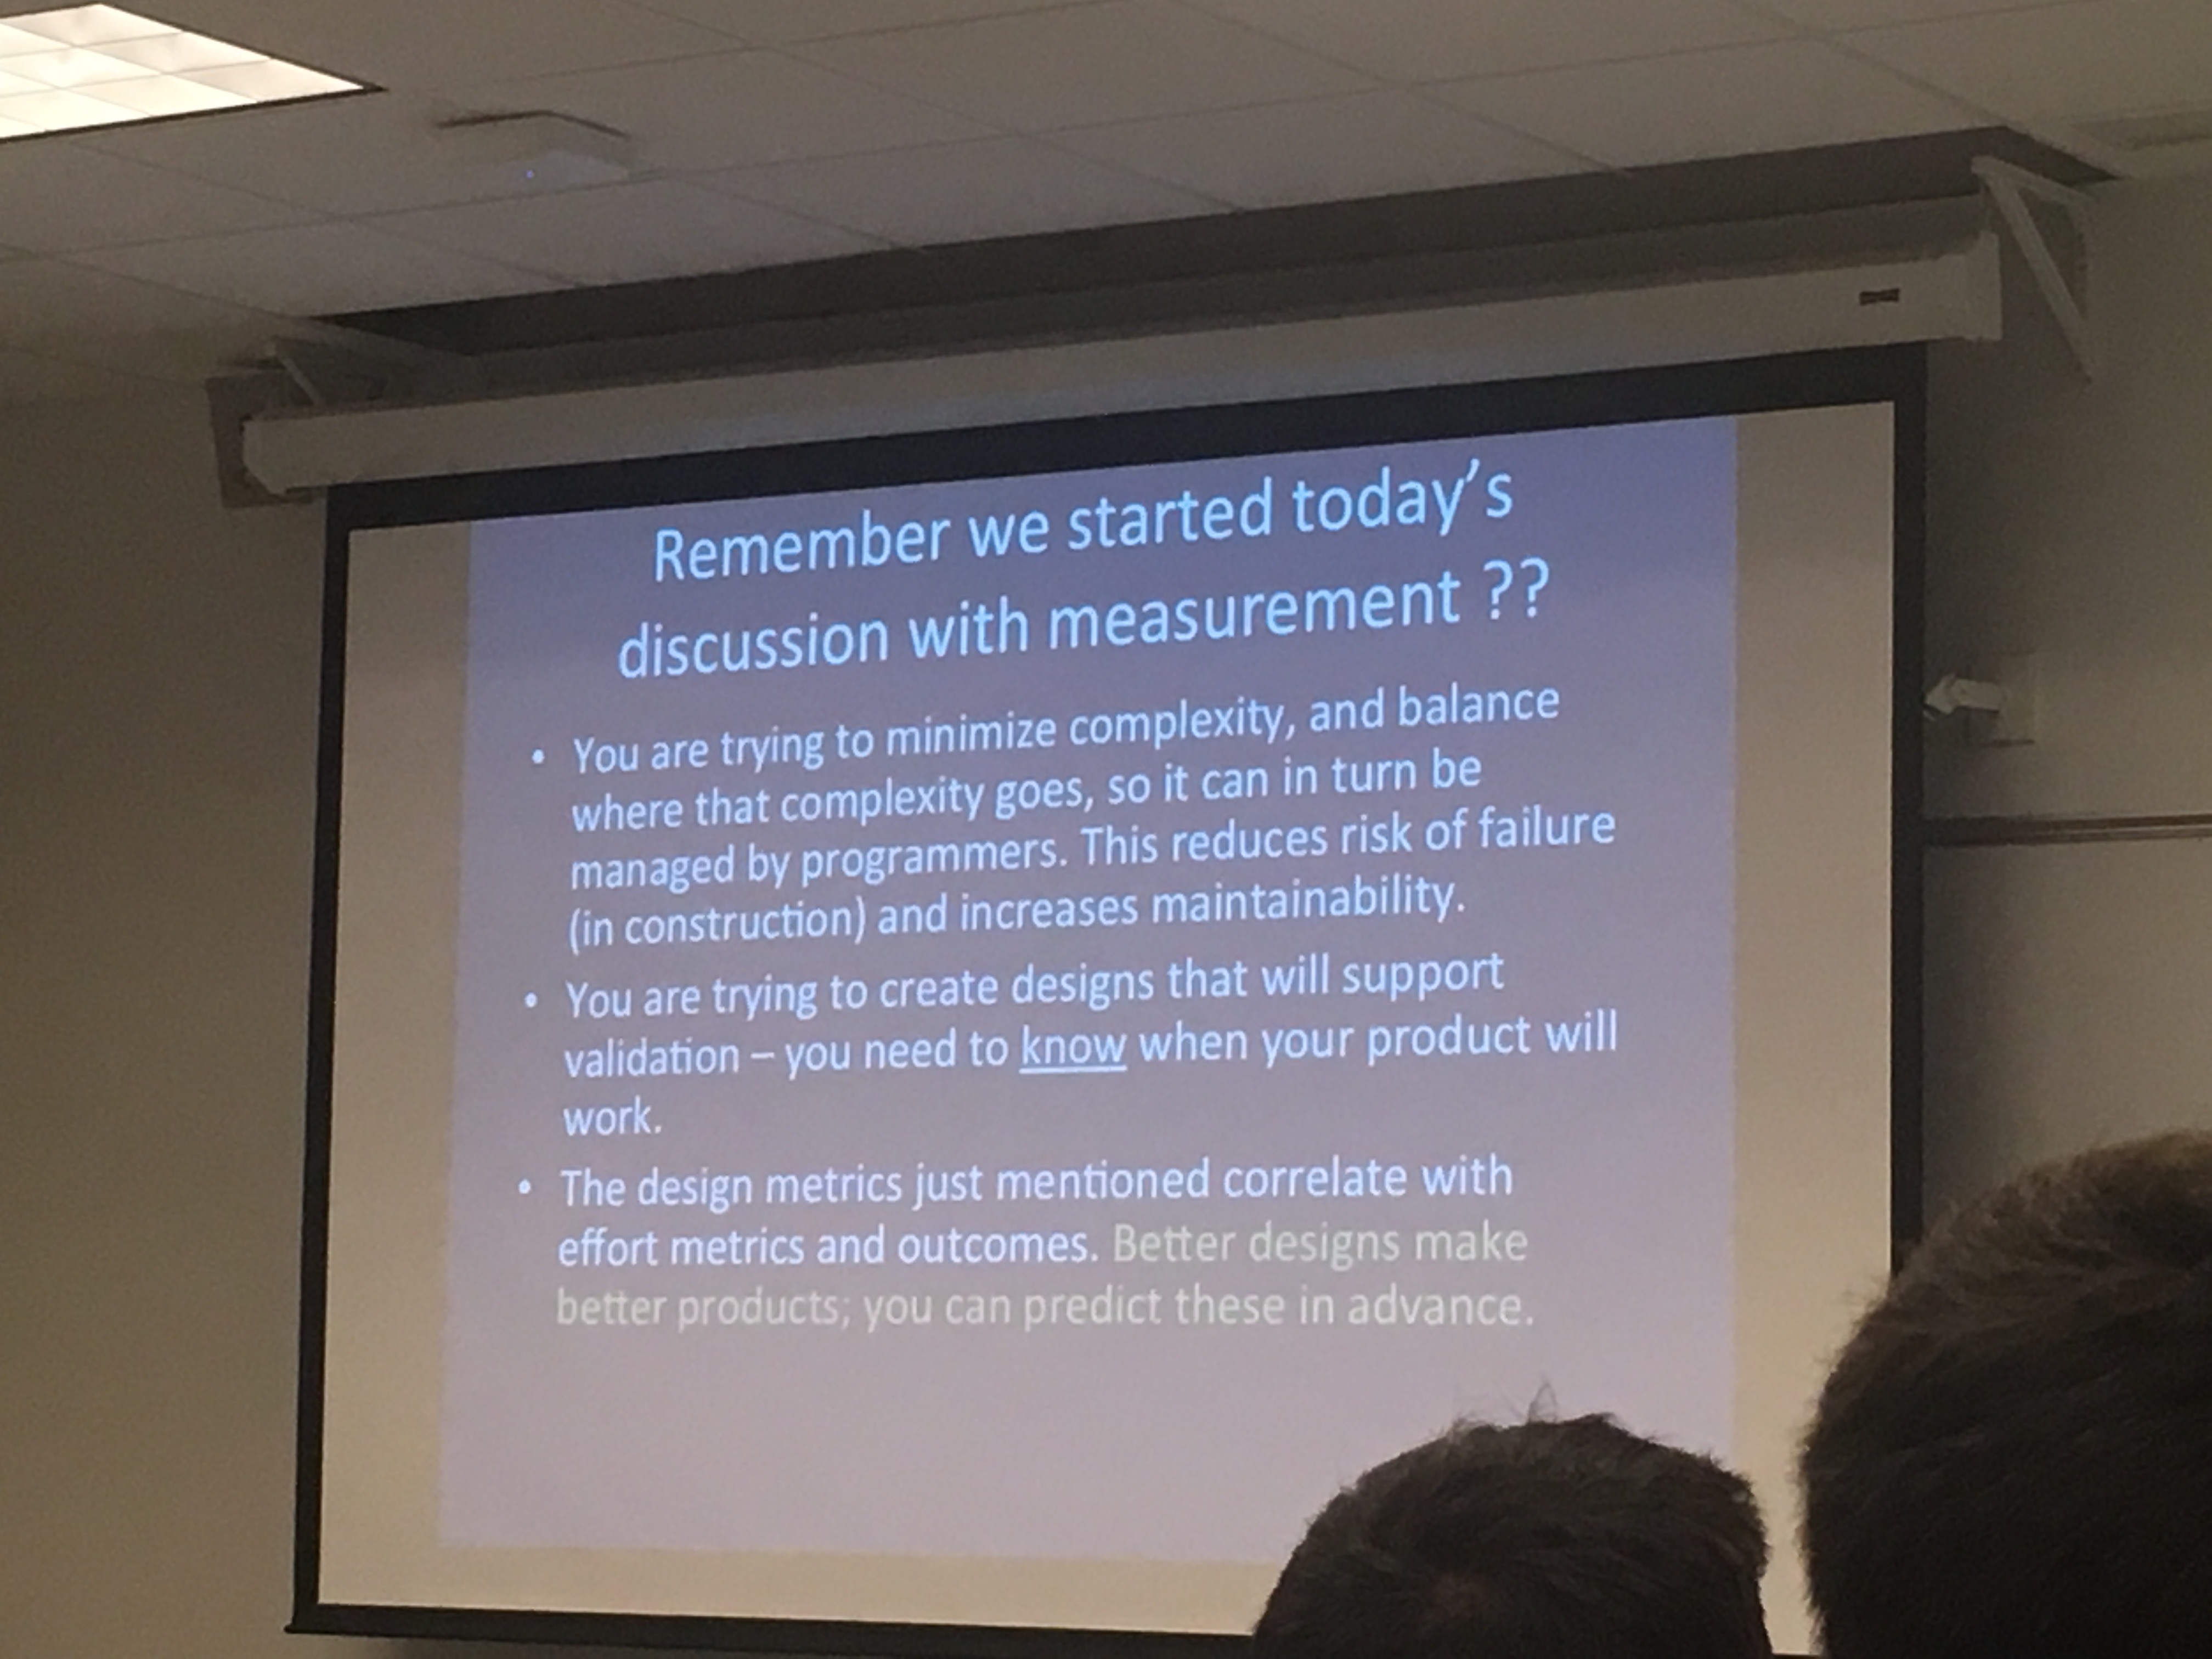 Remember we started today's
discussion with measurement ??
• You are trying to minimize complexity, and balance
where that complexity goes, so it can in turn be
managed by programmers. This reduces risk of failure
(in construction) and increases maintainability.
• You are trying to create designs that will support
validation – you need to know when your product will
work.
• The design metrics just mentioned correlate with
effort metrics and outcomes. Better designs make
better products; you can predict these in advance.